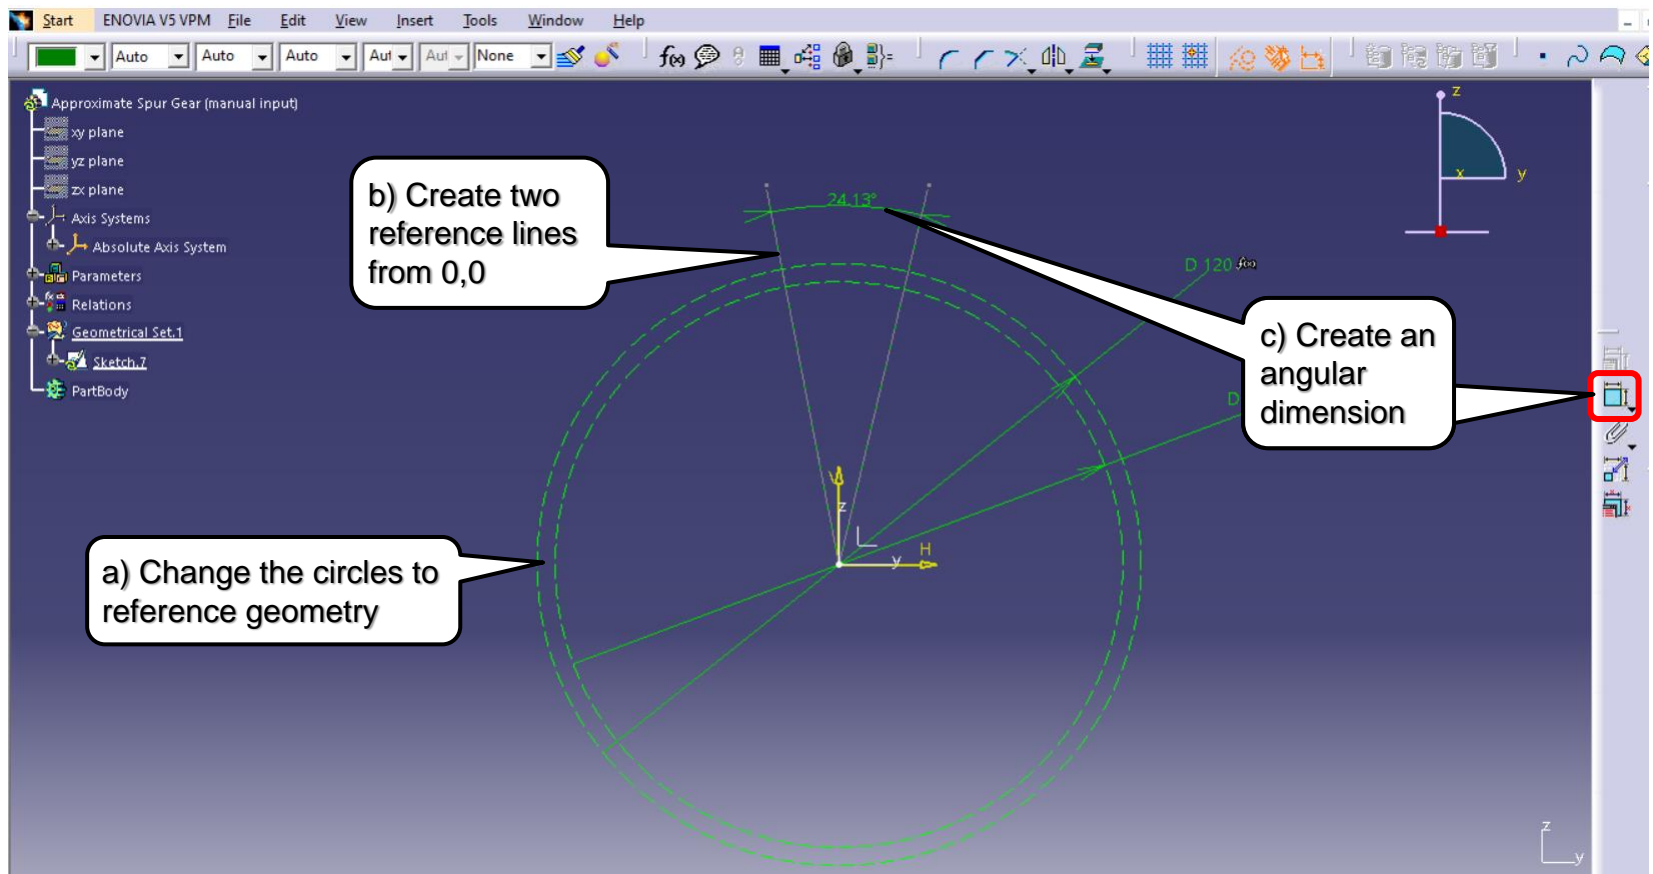 Start ENOVIA V5 VPM File Edit View Insert Tools Window Help
Auto Auto Auto Aut Aut None
Approximate Spur Gear (manual input)
xy plane
yz plane
zx plane
Axis Systems
Absolute Axis System
Parameters
Relations
Geometrical Set.1
Sketch.7
PartBody
b) Create two
reference lines
from 0,0
24.13°
D 120 f(x)
D
c) Create an
angular
dimension
a) Change the circles to
reference geometry
V
z
H
y
z
x
y
z
y